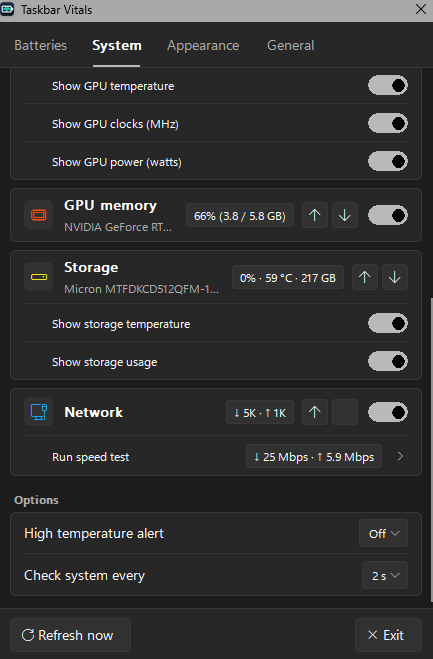 Taskbar Vitals
Batteries System Appearance General
Show GPU temperature
Show GPU clocks (MHz)
Show GPU power (watts)
GPU memory
NVIDIA GeForce RT...
66% (3.8 / 5.8 GB)
Storage
Micron MTFDKCD512QFM-1...
0% · 59 °C · 217 GB
Show storage temperature
Show storage usage
Network
↓ 5K · ↑ 1K
Run speed test
↓ 25 Mbps · ↑ 5.9 Mbps
Options
High temperature alert
Off
Check system every
2 s
Refresh now
Exit